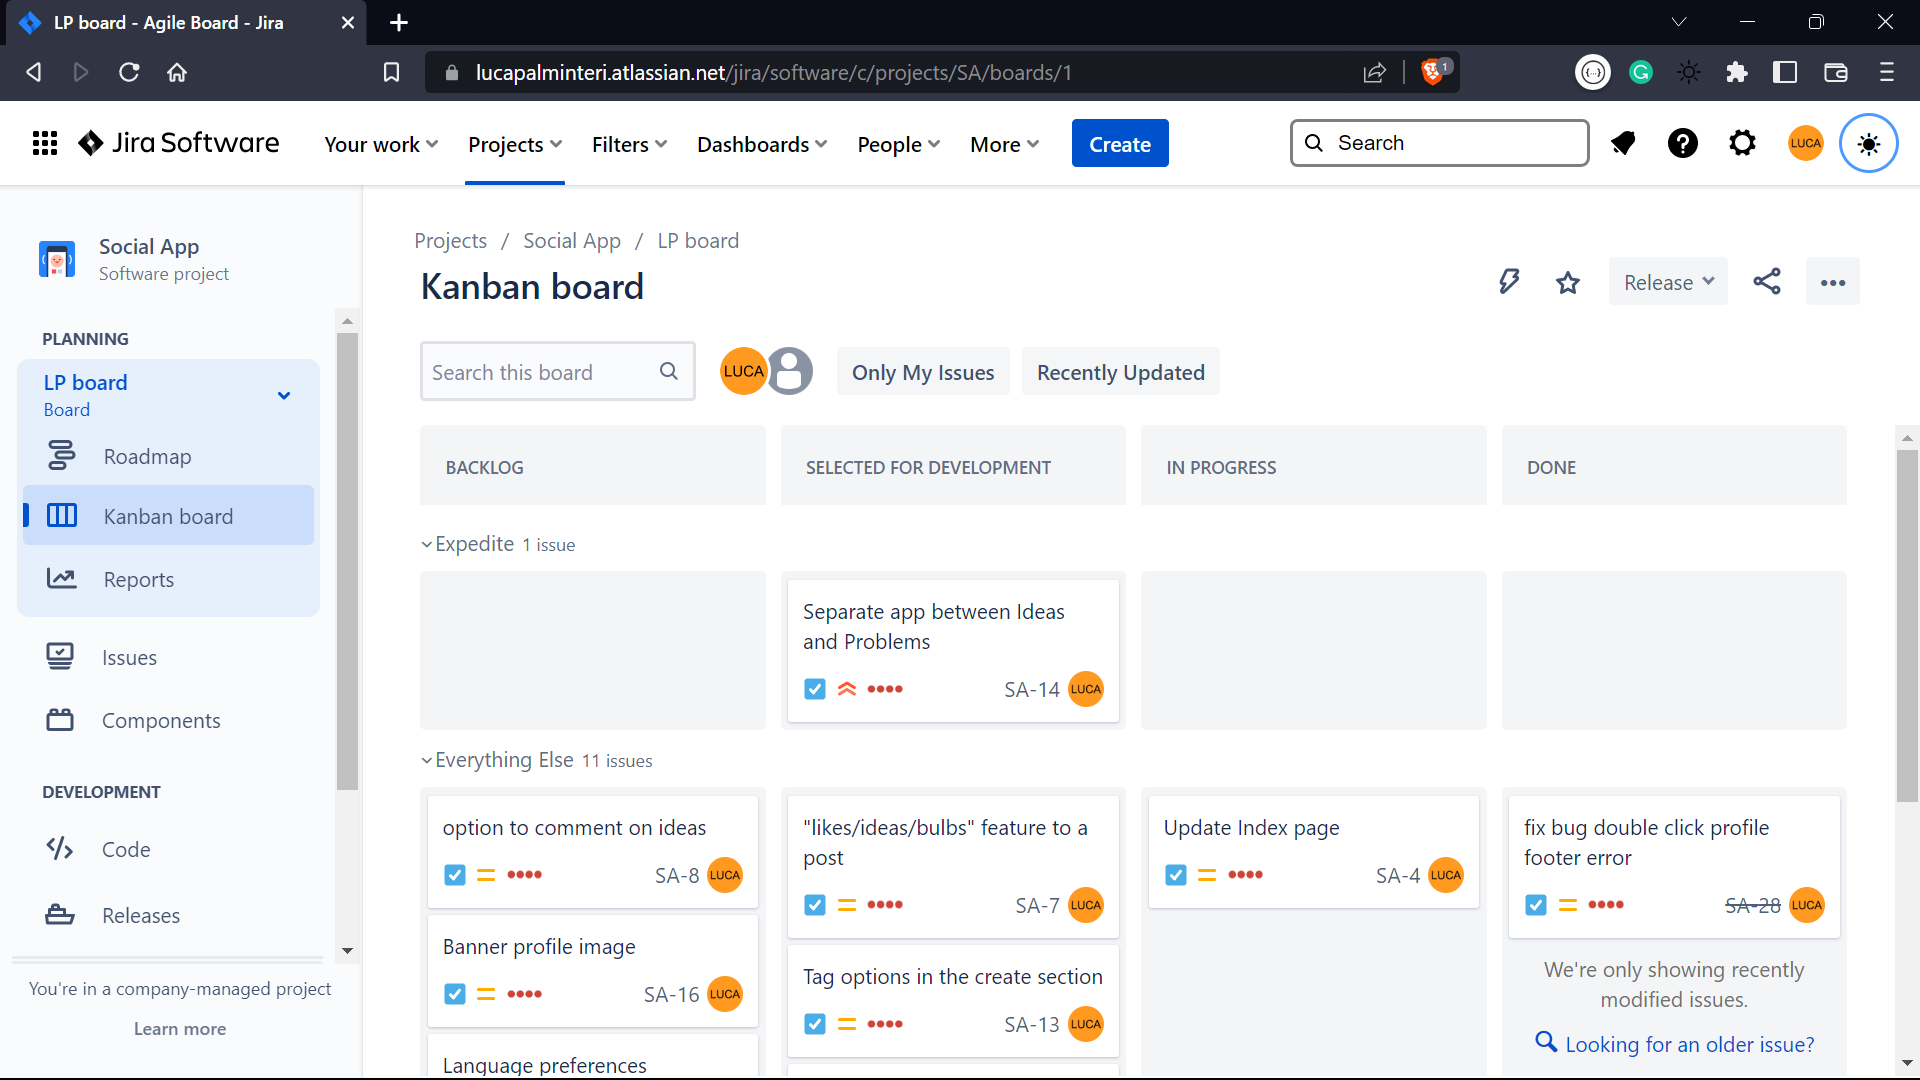 LP board - Agile Board - Jira
lucapalminteri.atlassian.net/jira/software/c/projects/SA/boards/1
1
Jira Software
Your work
Projects
Filters
Dashboards
People
More
Create
Search
LUCA
Social App
Software project
PLANNING
LP board
Board
Roadmap
Kanban board
Reports
Issues
Components
DEVELOPMENT
Code
Releases
You're in a company-managed project
Learn more
Projects / Social App / LP board
Kanban board
Release
Search this board
LUCA
Only My Issues
Recently Updated
BACKLOG
SELECTED FOR DEVELOPMENT
IN PROGRESS
DONE
Expedite 1 issue
Separate app between Ideas
and Problems
SA-14 LUCA
Everything Else 11 issues
option to comment on ideas
SA-8 LUCA
Banner profile image
SA-16 LUCA
Language preferences
"likes/ideas/bulbs" feature to a
post
SA-7 LUCA
Tag options in the create section
SA-13 LUCA
Update Index page
SA-4 LUCA
fix bug double click profile
footer error
SA-28 LUCA
We're only showing recently
modified issues.
Looking for an older issue?